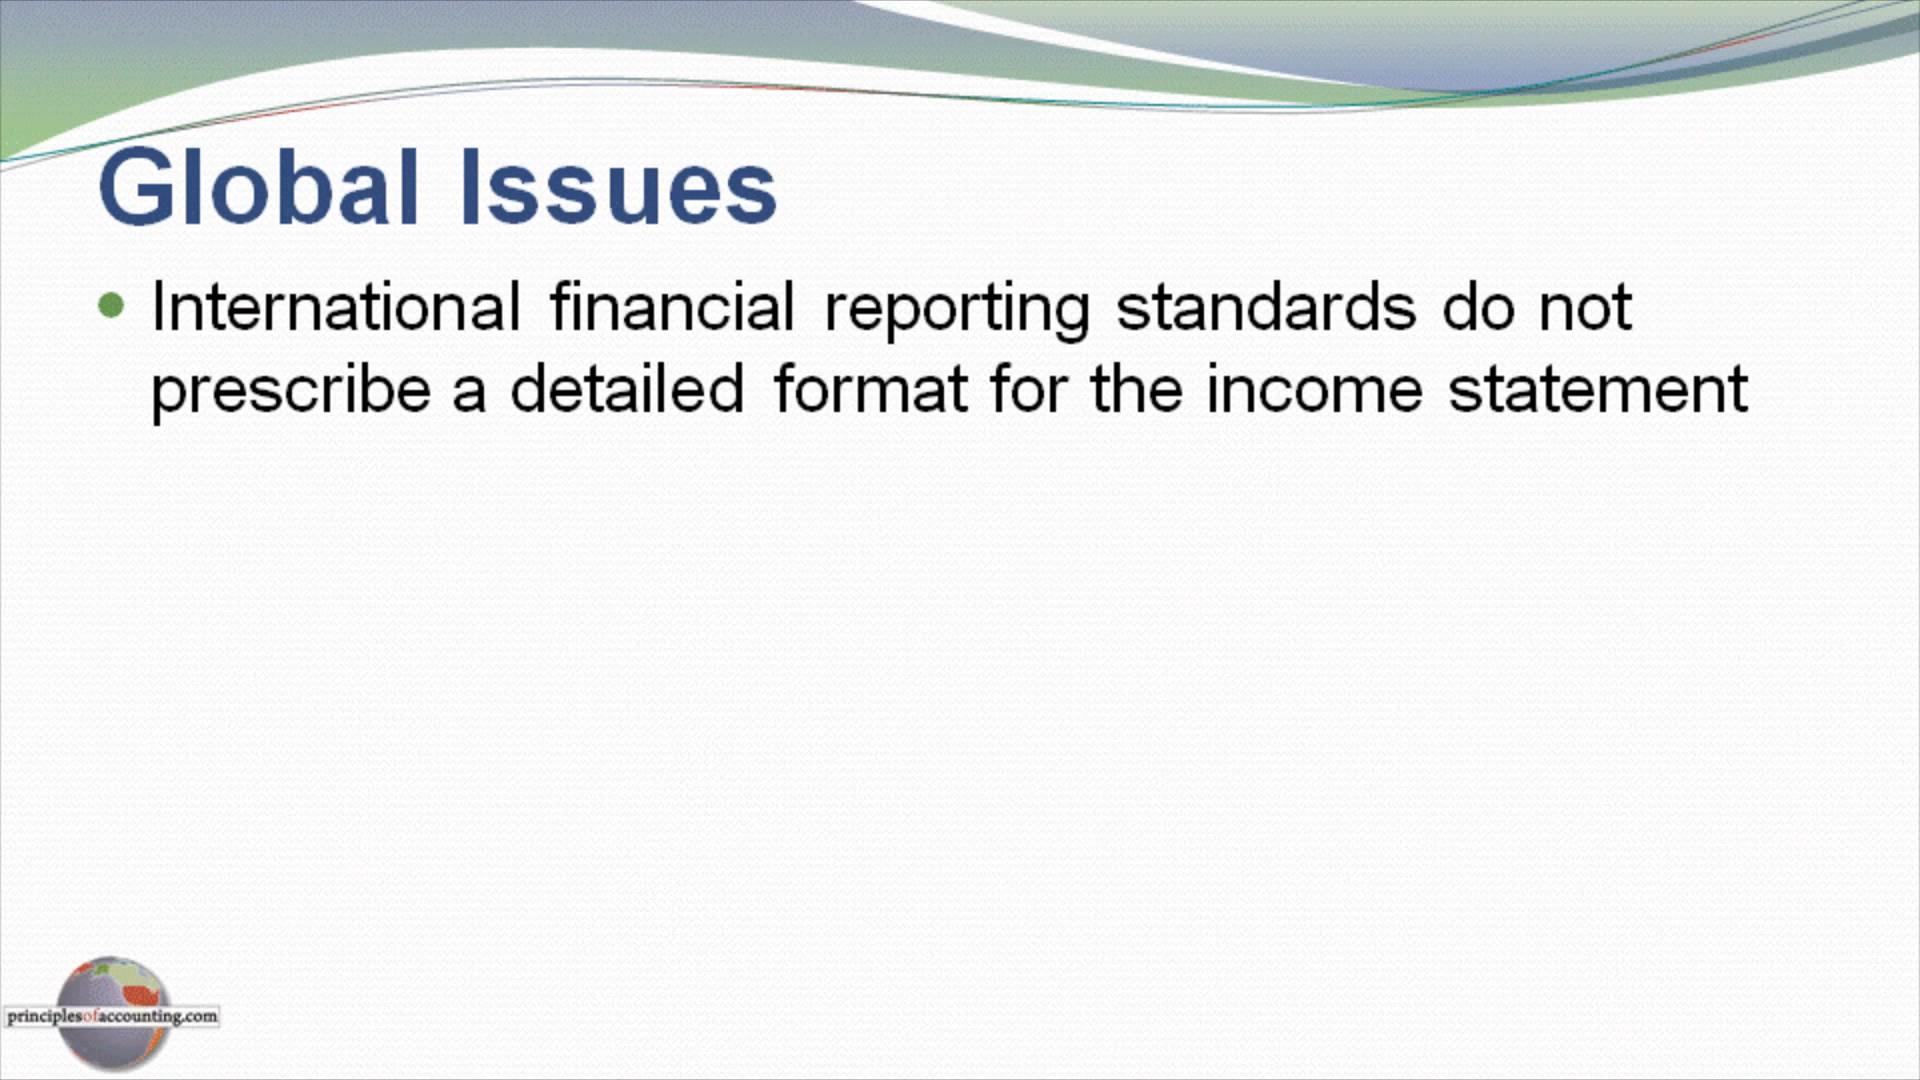 Global Issues
International financial reporting standards do not
prescribe a detailed format for the income statement
principlesofaccounting.com